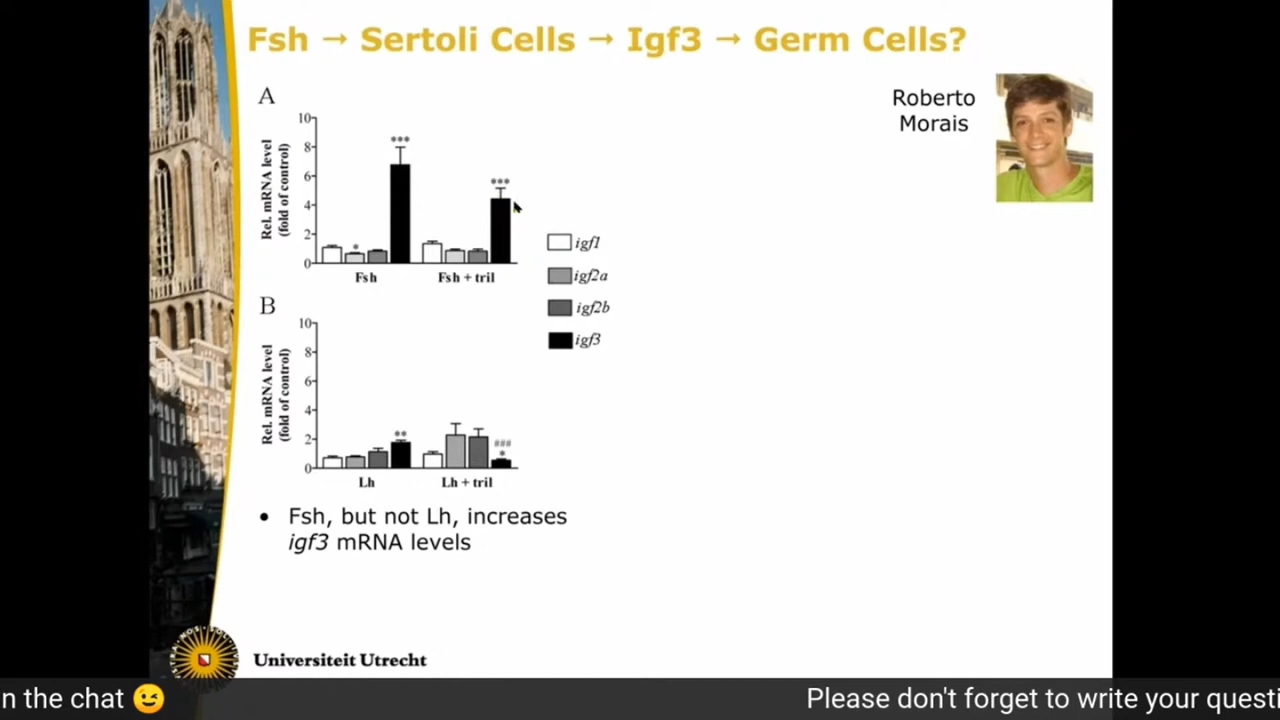 Fsh → Sertoli Cells → Igf3 → Germ Cells?
Roberto
Morais
A
Rel. mRNA level
(fold of control)
10
8
6
4
2
0
*
***
***
Fsh
Fsh + tril
igf1
igf2a
igf2b
igf3
B
Rel. mRNA level
(fold of control)
10
8
6
4
2
0
**
###
*
Lh
Lh + tril
• Fsh, but not Lh, increases
igf3 mRNA levels
Universiteit Utrecht
n the chat 😉 Please don't forget to write your quest